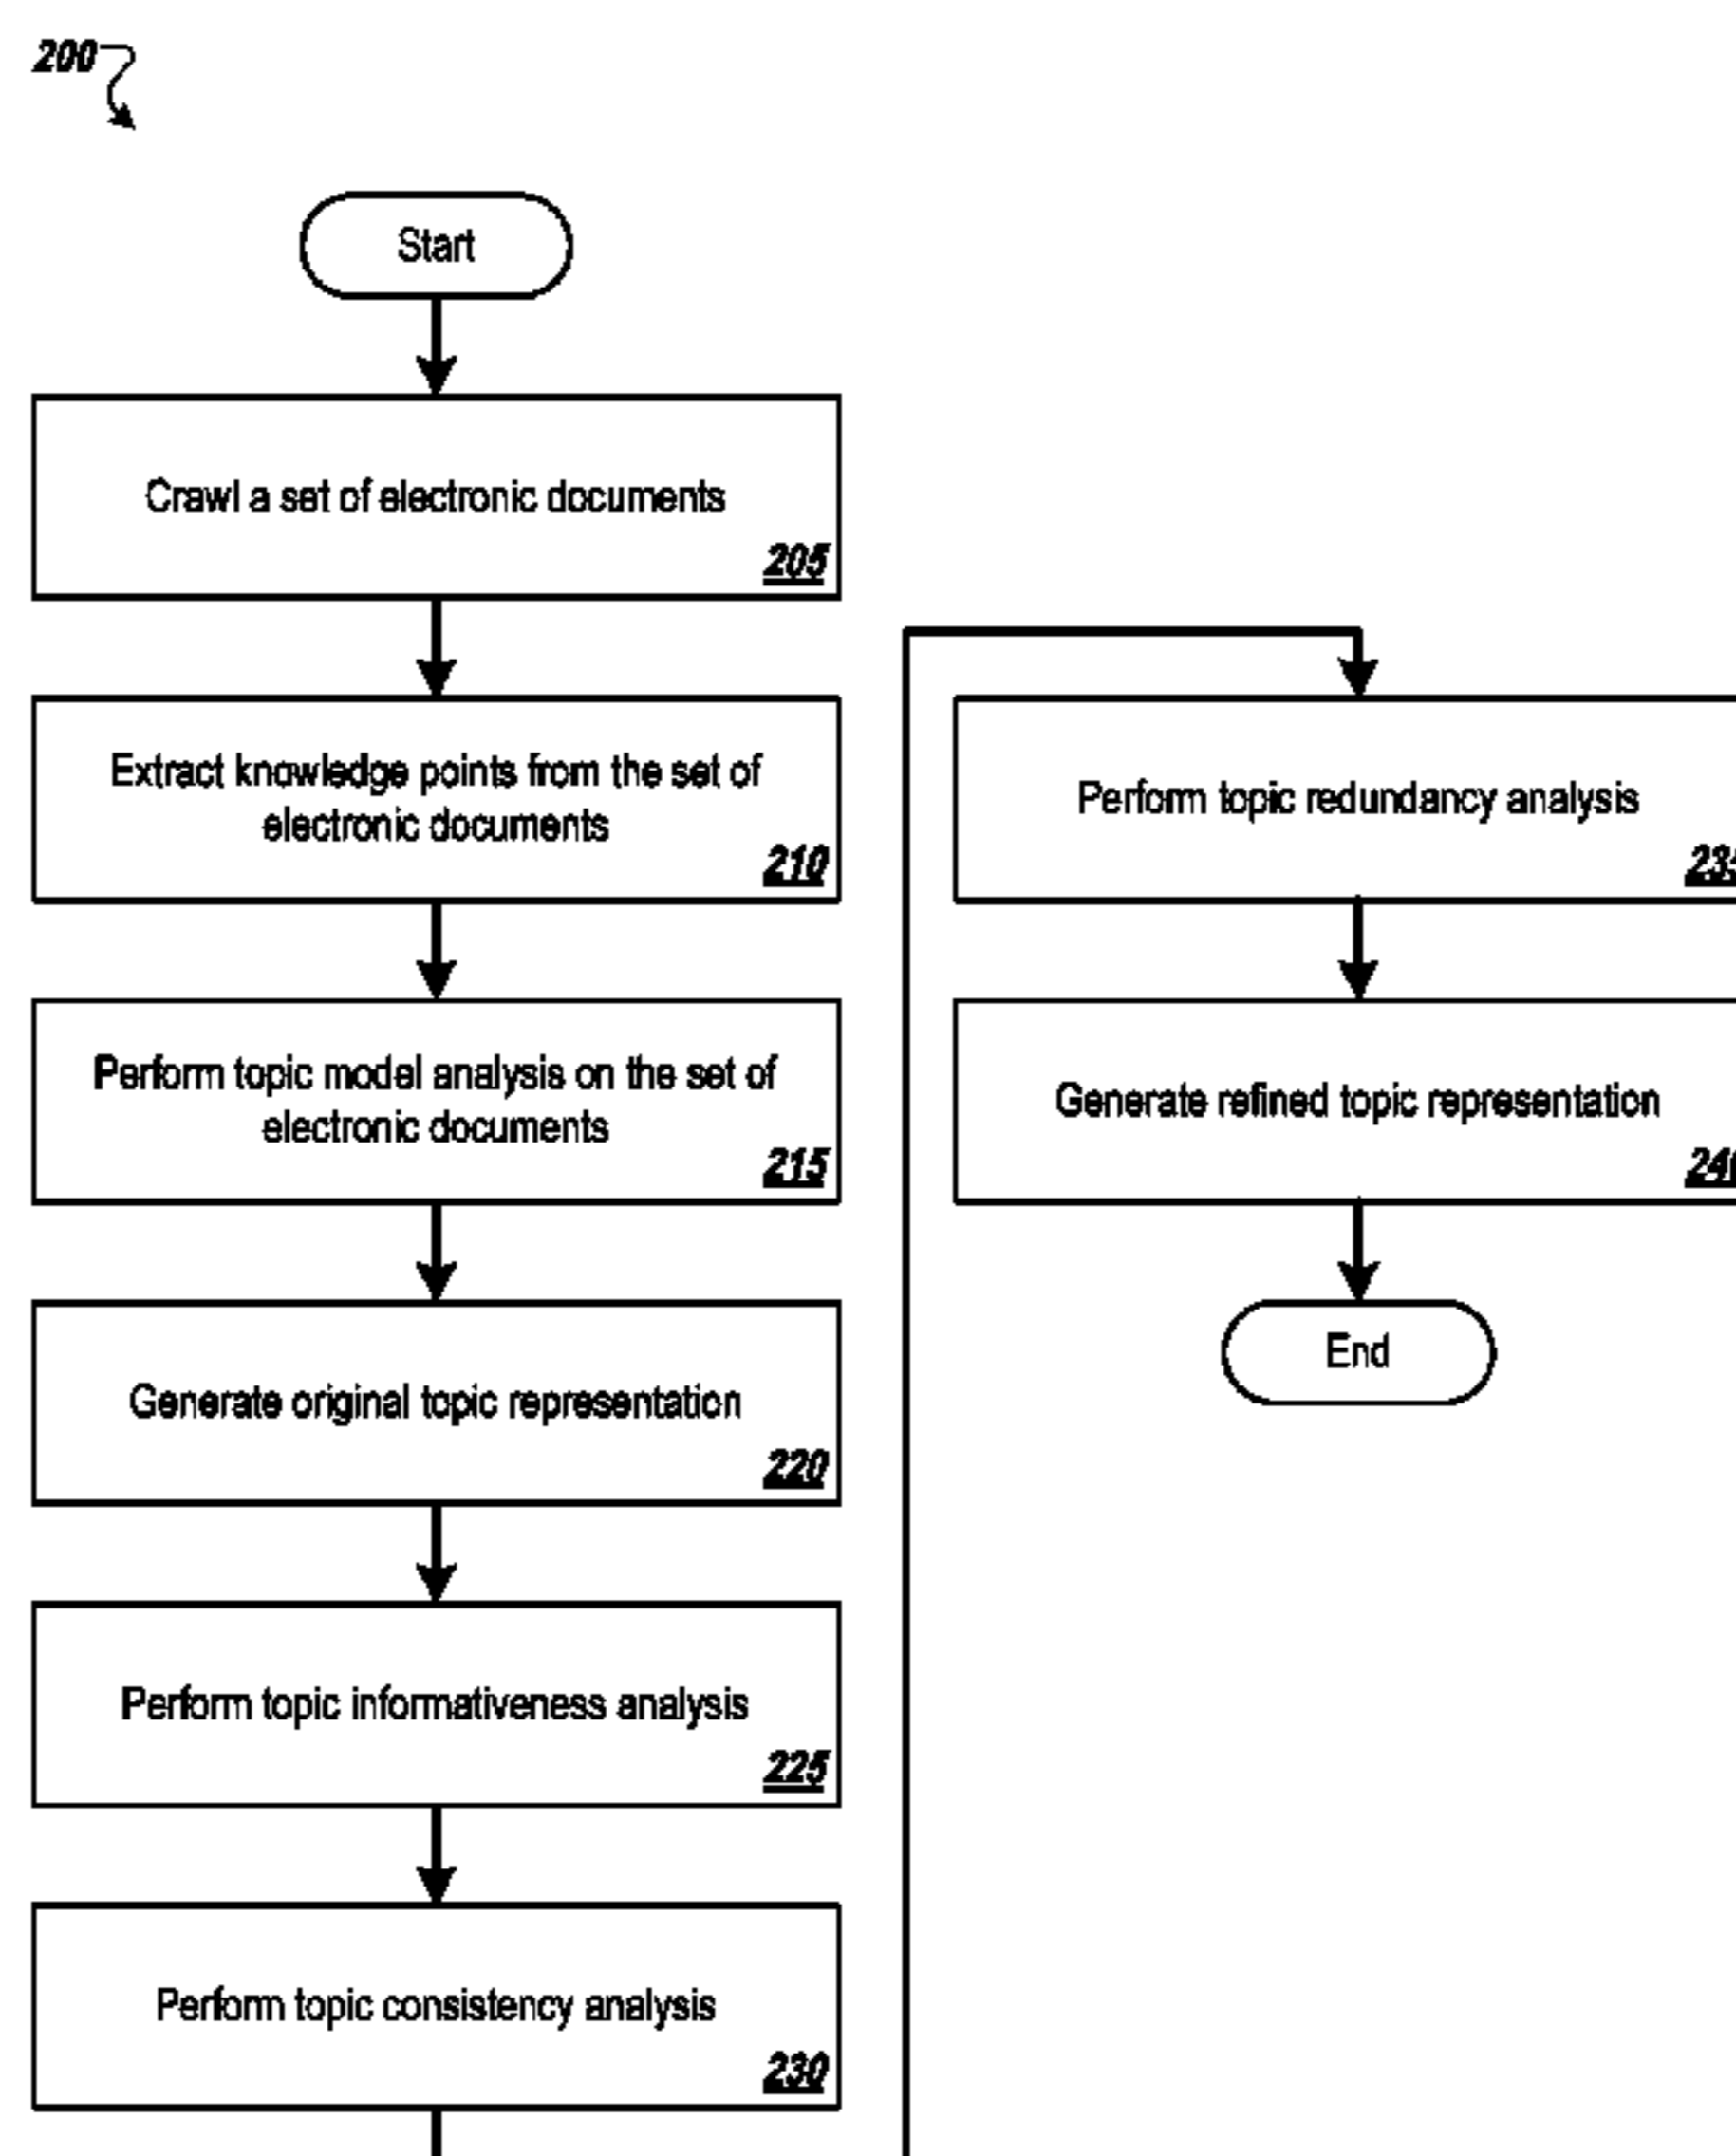 200
Start
Crawl a set of electronic documents
205
Extract knowledge points from the set of
electronic documents
210
Perform topic model analysis on the set of
electronic documents
215
Generate original topic representation
220
Perform topic informativeness analysis
225
Perform topic consistency analysis
230
Perform topic redundancy analysis
Generate refined topic representation
End